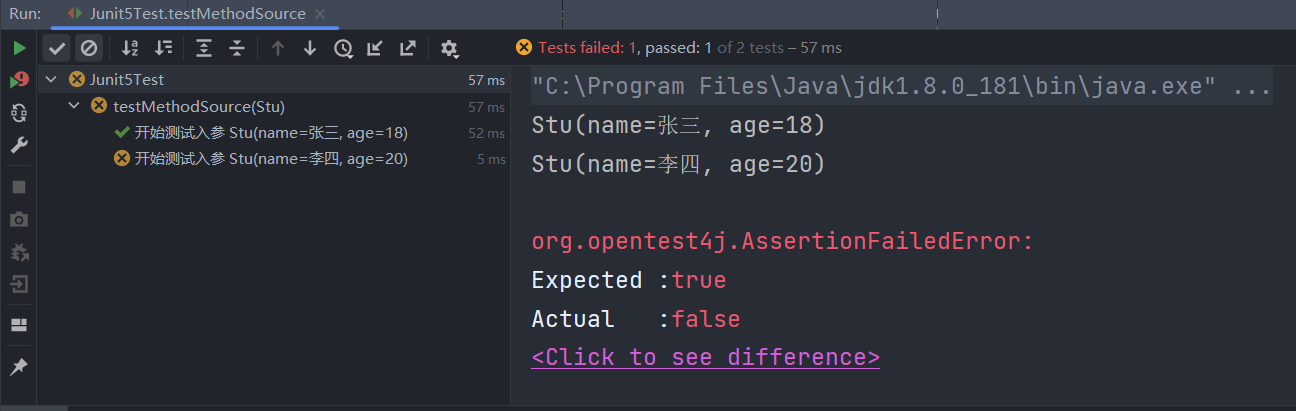 Run: Junit5Test.testMethodSource
Tests failed: 1, passed: 1 of 2 tests – 57 ms
Junit5Test 57 ms
testMethodSource(Stu) 57 ms
开始测试入参 Stu(name=张三, age=18) 52 ms
开始测试入参 Stu(name=李四, age=20) 5 ms
"C:\Program Files\Java\jdk1.8.0_181\bin\java.exe" ...
Stu(name=张三, age=18)
Stu(name=李四, age=20)
org.opentest4j.AssertionFailedError:
Expected :true
Actual   :false
<Click to see difference>